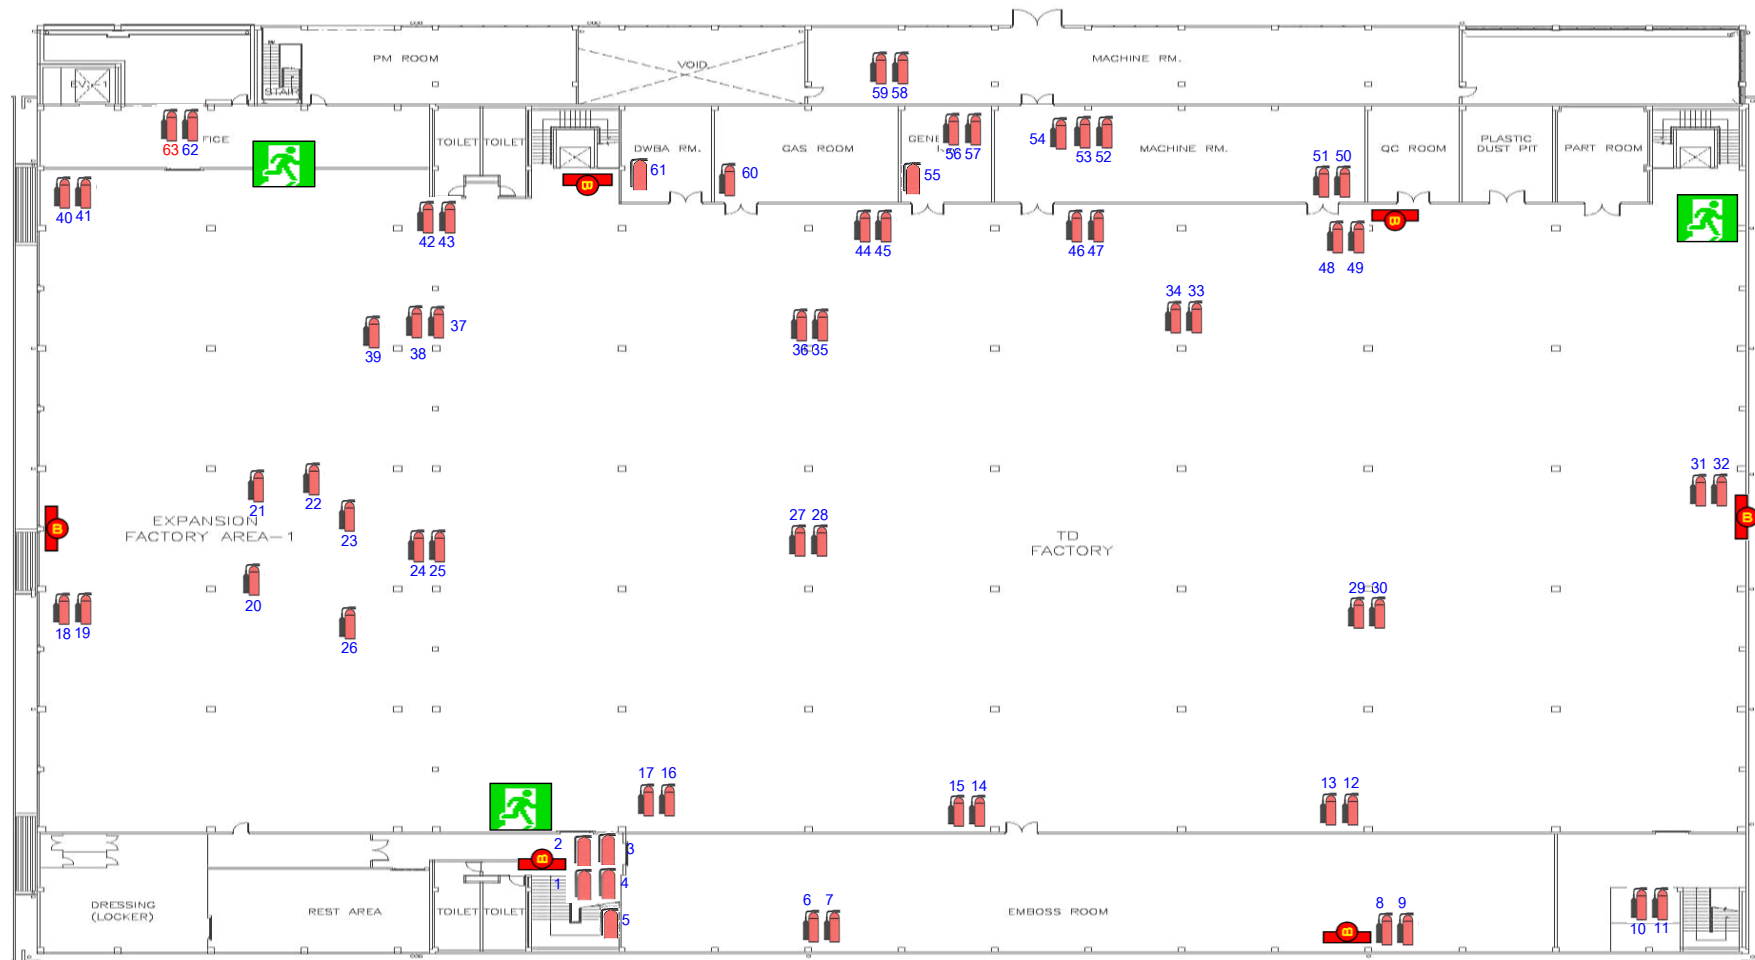 PM ROOM
VOID
MACHINE RM.
EV-1
STAIR
59 58
FICE
63 62
TOILET TOILET
DWBA RM.
GAS ROOM
GENE
56 57
54
53 52
MACHINE RM.
QC ROOM
PLASTIC
DUST PIT
PART ROOM
61
60
55
51 50
B
40 41
42 43
44 45
46 47
B
48 49
34 33
39
38
37
36 35
31 32
21
22
23
EXPANSION
FACTORY AREA-1
B
24 25
27 28
TD
FACTORY
B
20
18 19
26
29 30
17 16
15 14
13 12
2
3
B
1
4
5
DRESSING
(LOCKER)
REST AREA
TOILET TOILET
6 7
EMBOSS ROOM
8 9
B
10 11